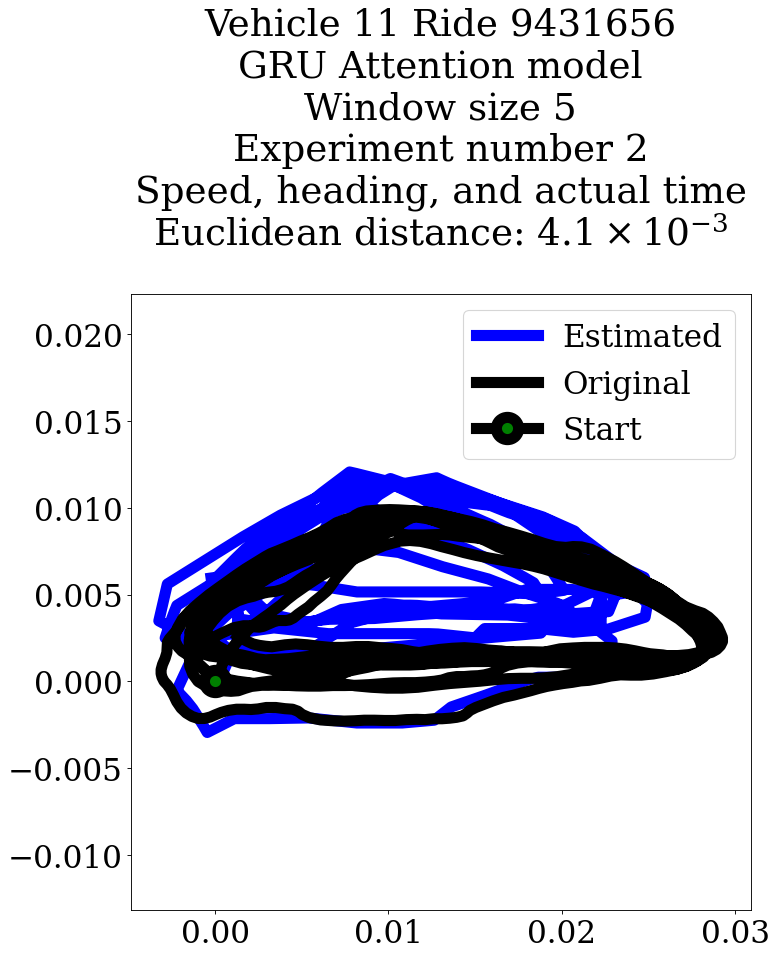 Vehicle 11 Ride 9431656
GRU Attention model
Window size 5
Experiment number 2
Speed, heading, and actual time
Euclidean distance: 4.1 × 10⁻³
Estimated
Original
Start
0.020
0.015
0.010
0.005
0.000
−0.005
−0.010
0.00 0.01 0.02 0.03